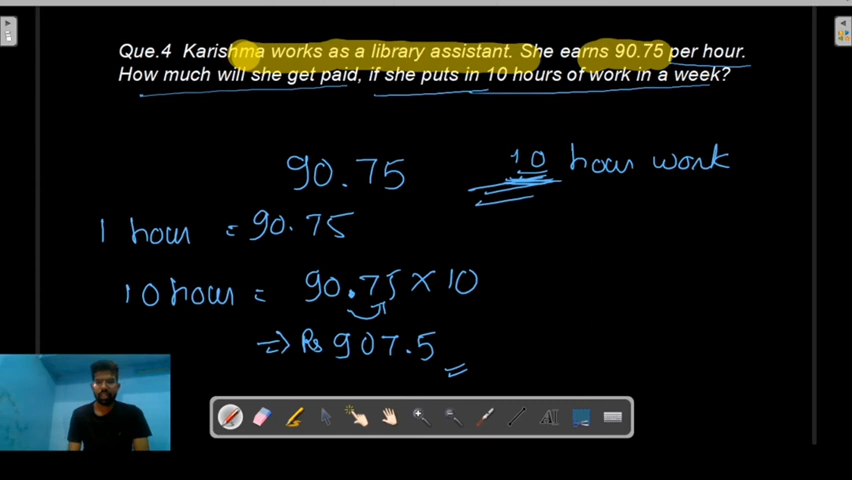 Que.4 Karishma works as a library assistant. She earns 90.75 per hour.
How much will she get paid, if she puts in 10 hours of work in a week?
90.75
10 hour work
1 hour = 90.75
10 hour = 90.75 × 10
⇒ Rs 907.5
A